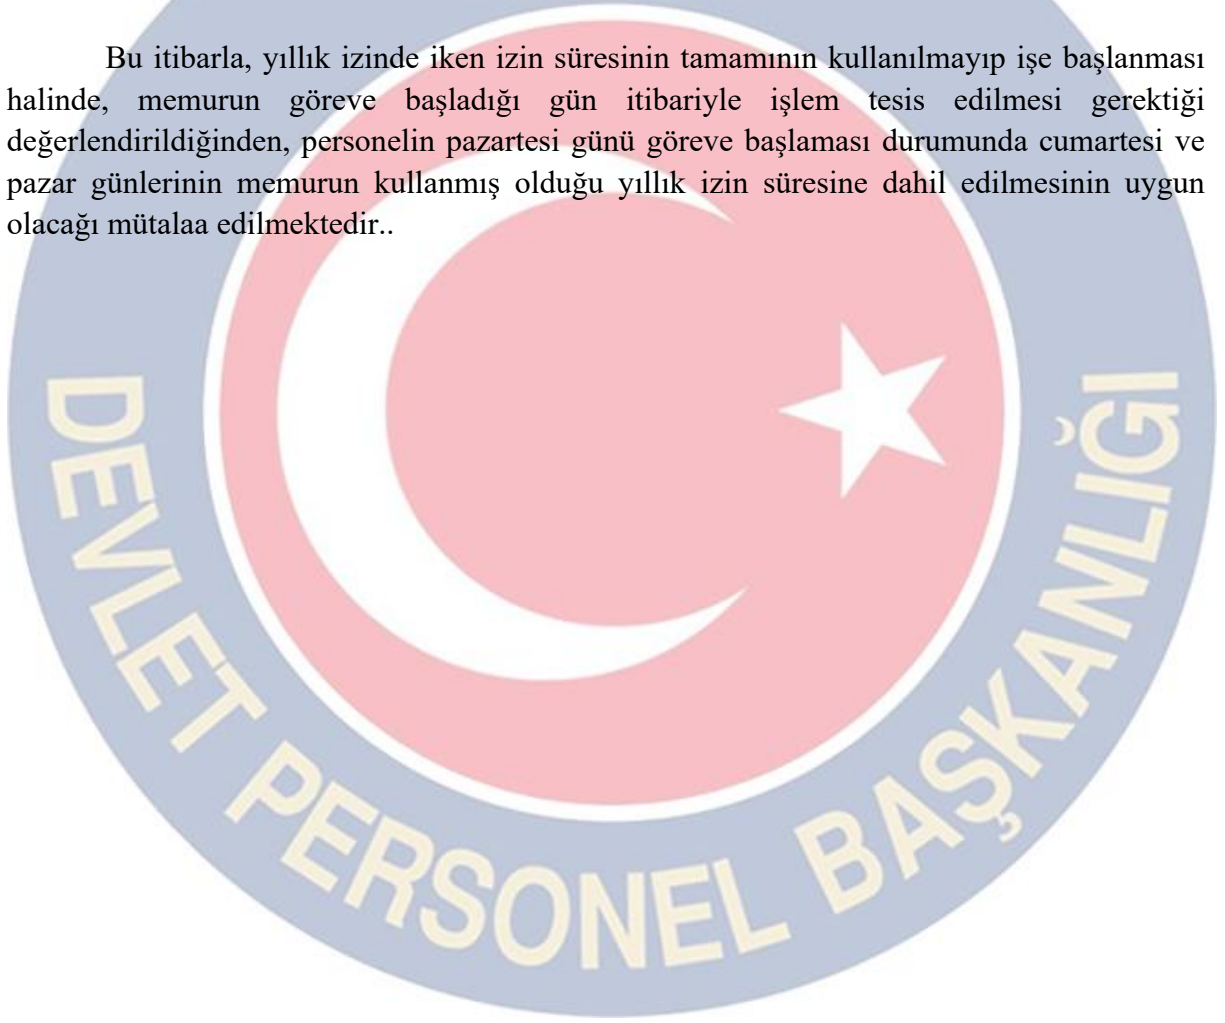 Bu itibarla, yıllık izinde iken izin süresinin tamamının kullanılmayıp işe başlanması
halinde, memurun göreve başladığı gün itibariyle işlem tesis edilmesi gerektiği
değerlendirildiğinden, personelin pazartesi günü göreve başlaması durumunda cumartesi ve
pazar günlerinin memurun kullanmış olduğu yıllık izin süresine dahil edilmesinin uygun
olacağı mütalaa edilmektedir..
DEVLET PERSONEL BAŞKANLIĞI